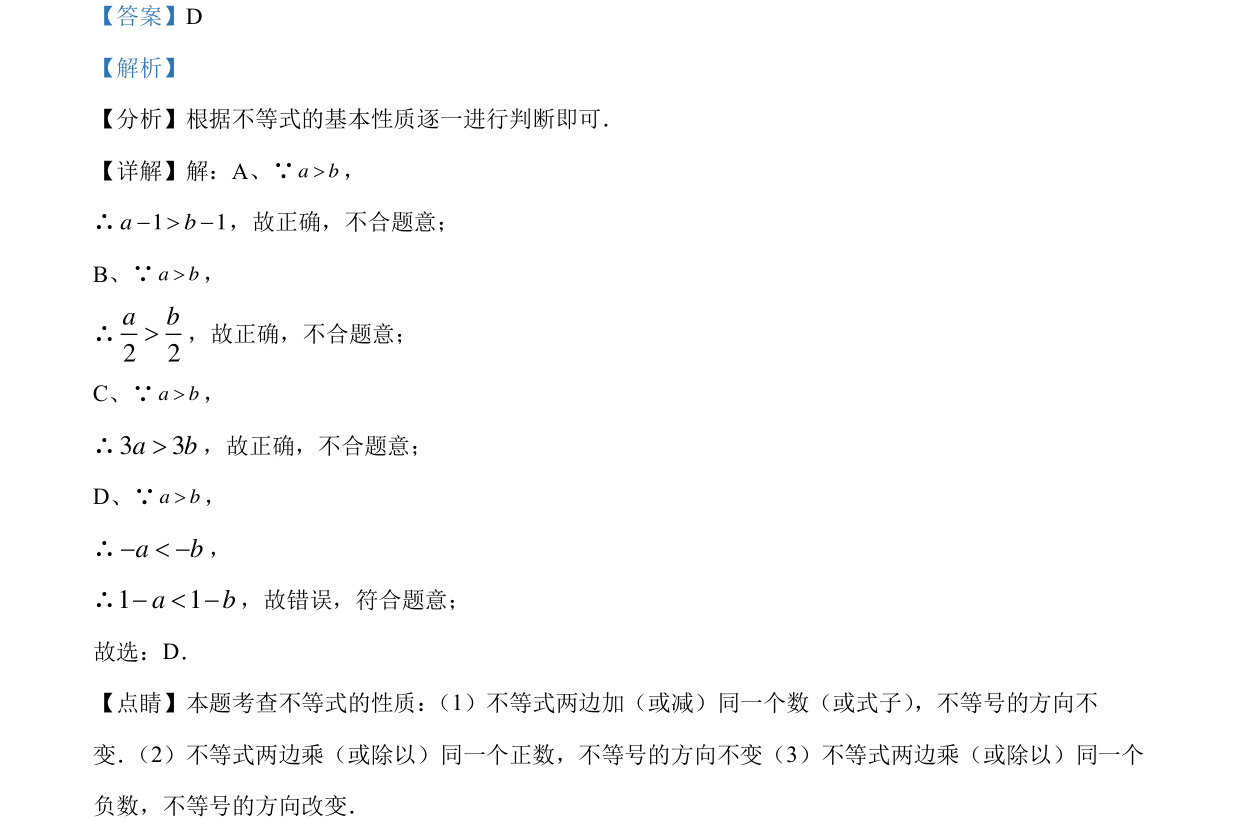 【答案】D
【解析】
【分析】根据不等式的基本性质逐一进行判断即可．
【详解】解：A、∵a>b，
∴a−1>b−1，故正确，不合题意；
B、∵a>b，
∴a/2>b/2，故正确，不合题意；
C、∵a>b，
∴3a>3b，故正确，不合题意；
D、∵a>b，
∴−a<−b，
∴1−a<1−b，故错误，符合题意；
故选：D．
【点睛】本题考查不等式的性质：（1）不等式两边加（或减）同一个数（或式子），不等号的方向不
变．（2）不等式两边乘（或除以）同一个正数，不等号的方向不变（3）不等式两边乘（或除以）同一个
负数，不等号的方向改变．